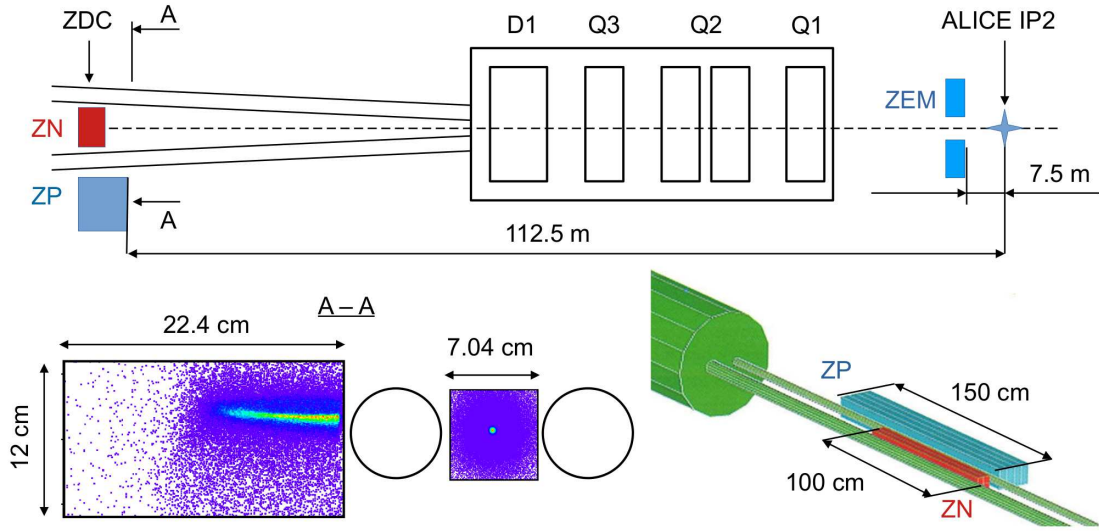 ZDC
A
D1
Q3
Q2
Q1
ALICE IP2
ZN
ZEM
ZP
A
7.5 m
112.5 m
A – A
22.4 cm
7.04 cm
12 cm
ZP
150 cm
100 cm
ZN